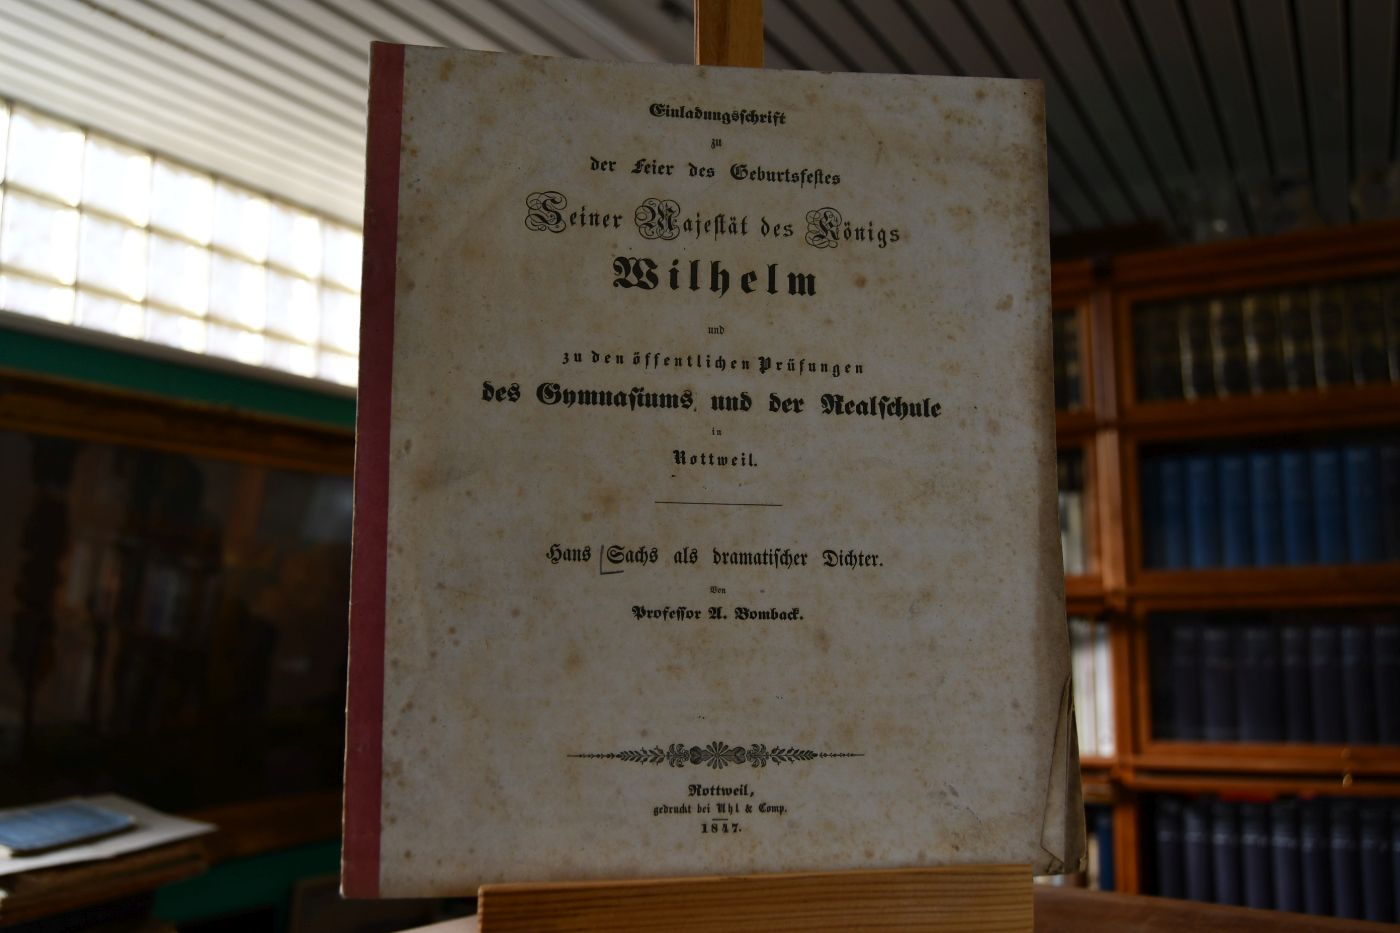 Einladungsschrift
zu
der Feier des Geburtsfestes
Seiner Majestät des Königs
Wilhelm
und
zu den öffentlichen Prüfungen
des Gymnasiums und der Realschule
in
Rottweil.
Hans Sachs als dramatischer Dichter.
Von
Professor A. Bomback.
Rottweil,
gedruckt bei Uhl & Comp.
1847.